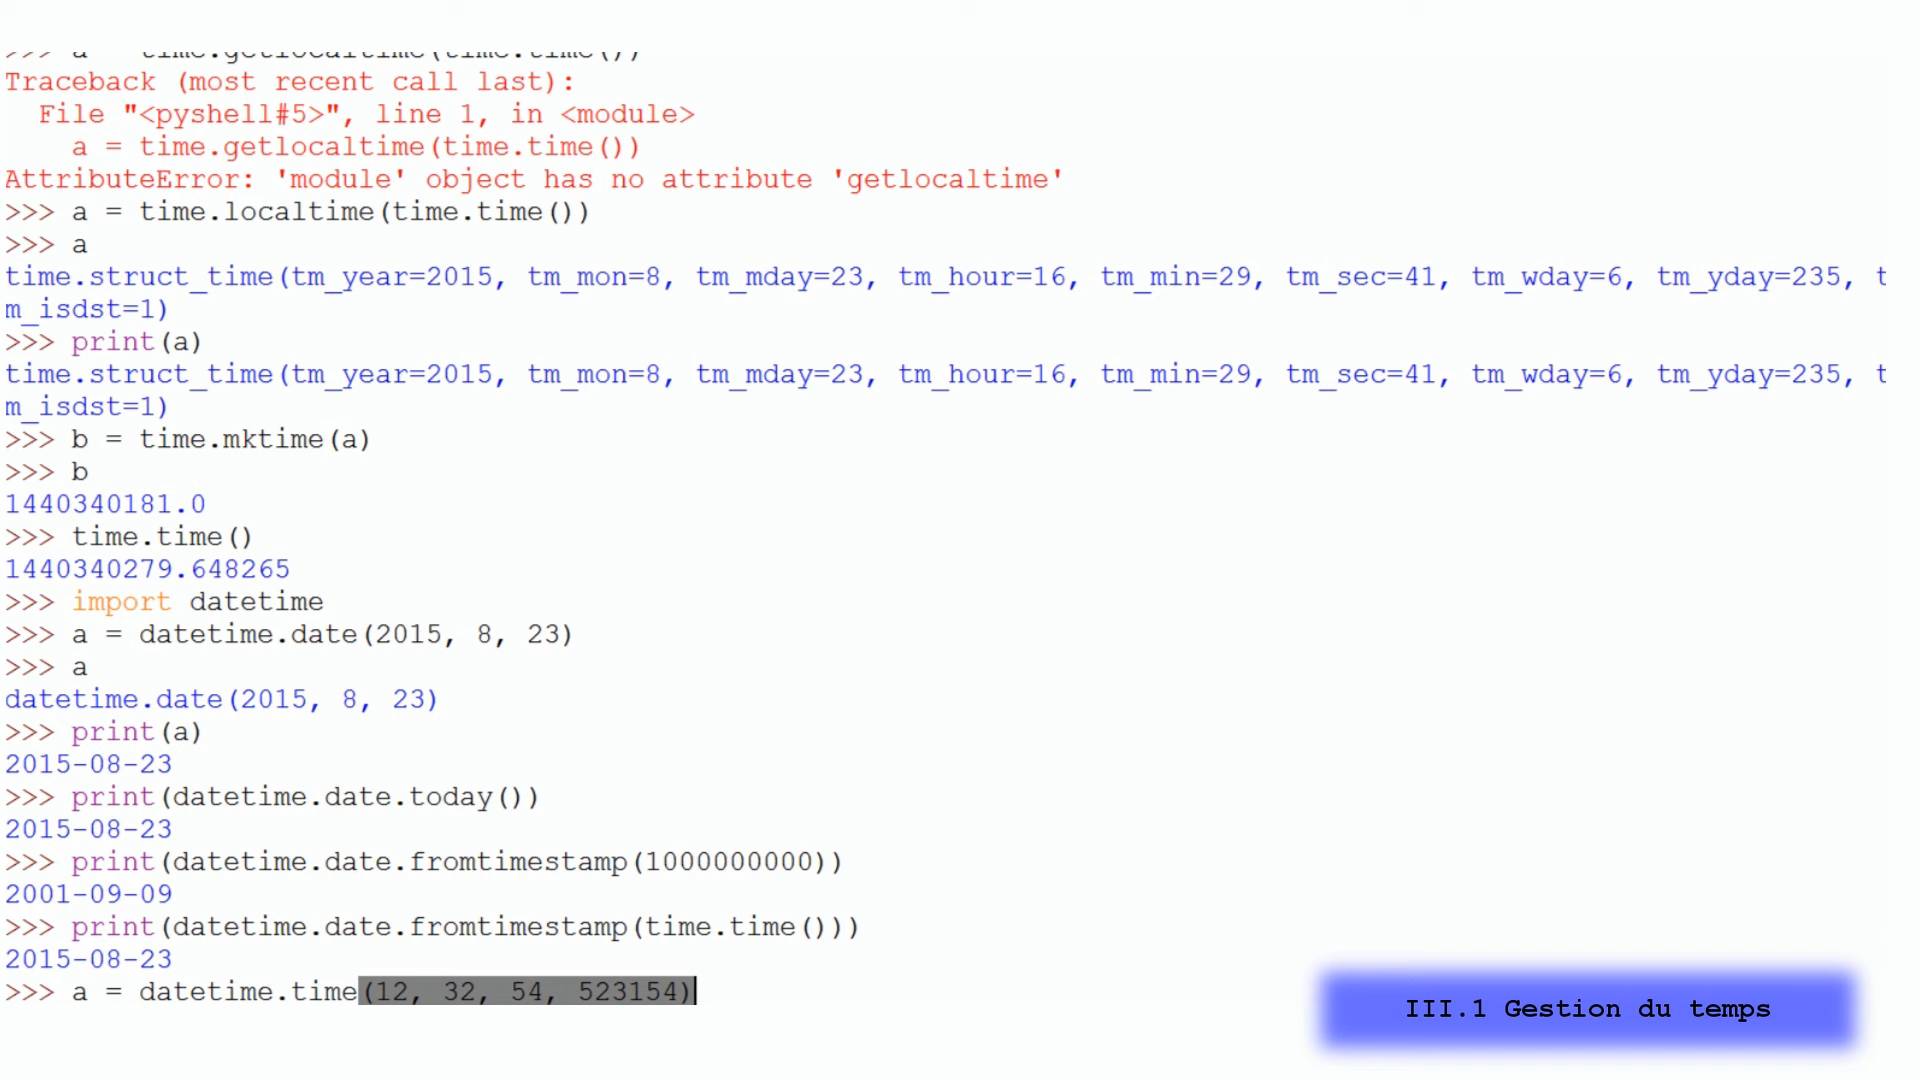 >>> a = time.getlocaltime(time.time())
Traceback (most recent call last):
  File "<pyshell#5>", line 1, in <module>
    a = time.getlocaltime(time.time())
AttributeError: 'module' object has no attribute 'getlocaltime'
>>> a = time.localtime(time.time())
>>> a
time.struct_time(tm_year=2015, tm_mon=8, tm_mday=23, tm_hour=16, tm_min=29, tm_sec=41, tm_wday=6, tm_yday=235, t
m_isdst=1)
>>> print(a)
time.struct_time(tm_year=2015, tm_mon=8, tm_mday=23, tm_hour=16, tm_min=29, tm_sec=41, tm_wday=6, tm_yday=235, t
m_isdst=1)
>>> b = time.mktime(a)
>>> b
1440340181.0
>>> time.time()
1440340279.648265
>>> import datetime
>>> a = datetime.date(2015, 8, 23)
>>> a
datetime.date(2015, 8, 23)
>>> print(a)
2015-08-23
>>> print(datetime.date.today())
2015-08-23
>>> print(datetime.date.fromtimestamp(1000000000))
2001-09-09
>>> print(datetime.date.fromtimestamp(time.time()))
2015-08-23
>>> a = datetime.time(12, 32, 54, 523154)
III.1 Gestion du temps